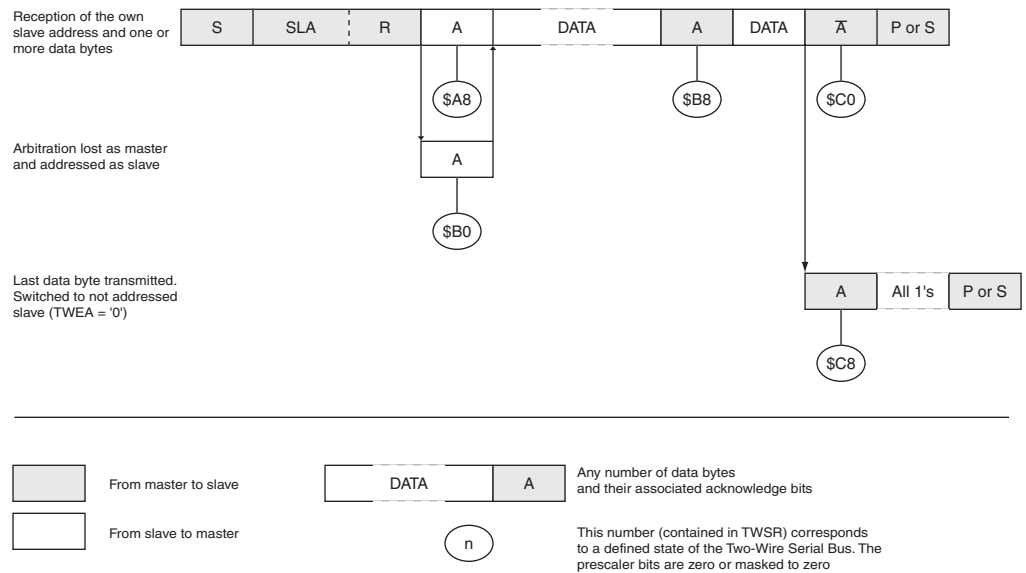 Reception of the own
slave address and one or
more data bytes
S SLA R A DATA A DATA A̅ P or S
$A8 $B8 $C0
Arbitration lost as master
and addressed as slave
A
$B0
Last data byte transmitted.
Switched to not addressed
slave (TWEA = '0')
A All 1's P or S
$C8
From master to slave
DATA A
Any number of data bytes
and their associated acknowledge bits
From slave to master
n
This number (contained in TWSR) corresponds
to a defined state of the Two-Wire Serial Bus. The
prescaler bits are zero or masked to zero